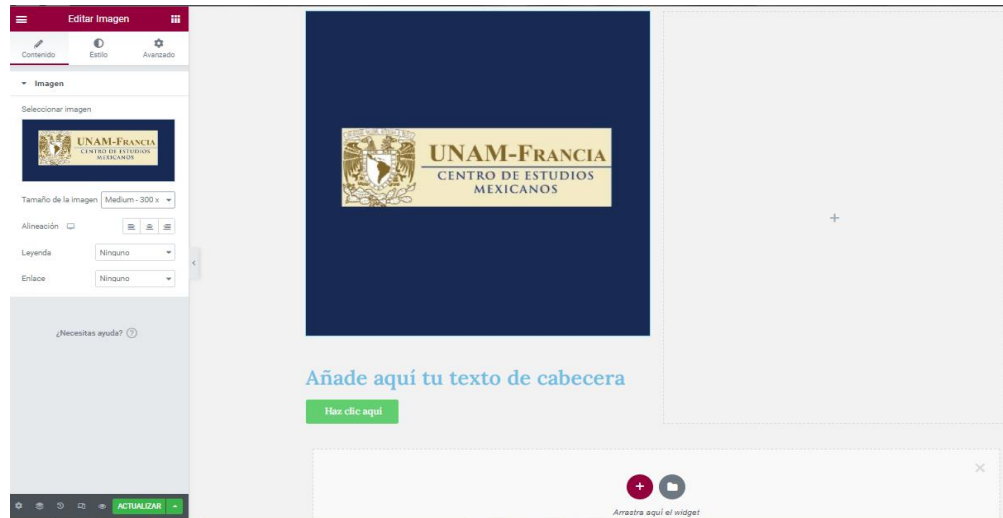 Editar Imagen
Contenido
Estilo
Avanzado
Imagen
Seleccionar imagen
UNAM-FRANCIA
CENTRO DE ESTUDIOS
MEXICANOS
Tamaño de la imagen
Medium - 300 x
Alineación
Leyenda
Ninguno
Enlace
Ninguno
¿Necesitas ayuda? ?
ACTUALIZAR
UNAM-FRANCIA
CENTRO DE ESTUDIOS
MEXICANOS
Añade aquí tu texto de cabecera
Haz clic aquí
Arrastra aquí el widget